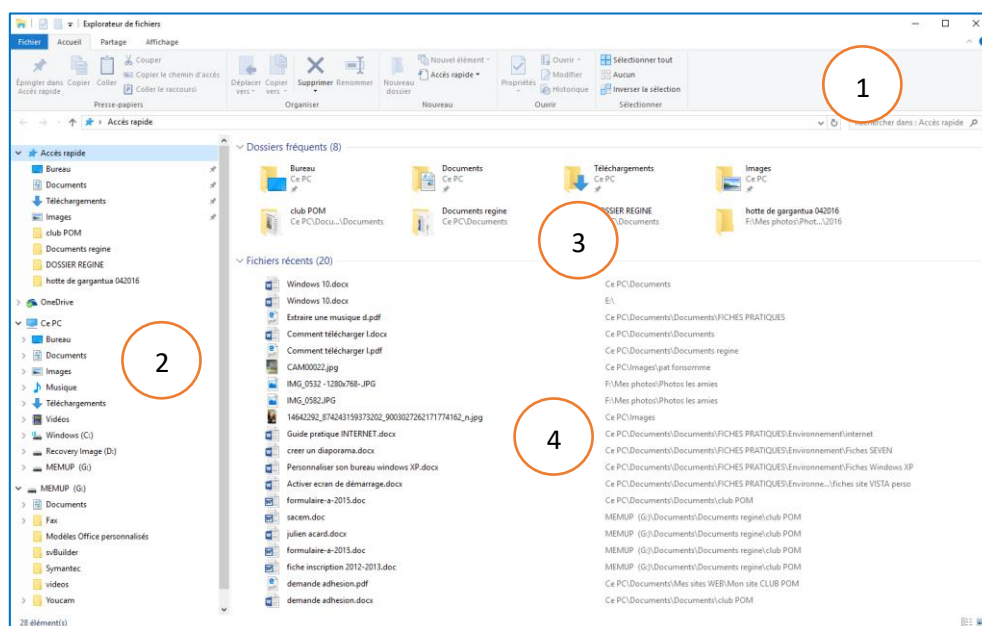 Explorateur de fichiers
Fichier Accueil Partage Affichage
Épingler dans Accès rapide
Copier
Coller
Couper
Copier le chemin d'accès
Coller le raccourci
Presse-papiers
Déplacer vers
Copier vers
Supprimer
Renommer
Organiser
Nouveau dossier
Nouvel élément
Accès rapide
Nouveau
Propriétés
Ouvrir
Modifier
Historique
Ouvrir
Sélectionner tout
Aucun
Inverser la sélection
Sélectionner
1
Accès rapide
Rechercher dans : Accès rapide
Accès rapide
Bureau
Documents
Téléchargements
Images
club POM
Documents regine
DOSSIER REGINE
hotte de gargantua 042016
OneDrive
Ce PC
Bureau
Documents
Images
Musique
Téléchargements
Vidéos
Windows (C:)
Recovery Image (D:)
MEMUP (G:)
MEMUP (G:)
Documents
Fax
Modèles Office personnalisés
svBuilder
Symantec
videos
Youcam
2
Dossiers fréquents (8)
Bureau
Ce PC
Documents
Ce PC
Téléchargements
Ce PC
Images
Ce PC
club POM
Ce PC\Docu...\Documents
Documents regine
Ce PC\Documents
DOSSIER REGINE
\Documents
hotte de gargantua 042016
F:\Mes photos\Phot...\2016
3
Fichiers récents (20)
Windows 10.docx Ce PC\Documents
Windows 10.docx E:\
Extraire une musique d.pdf Ce PC\Documents\Documents\FICHES PRATIQUES
Comment télécharger l.docx Ce PC\Documents\Documents
Comment télécharger l.pdf Ce PC\Documents\Documents regine
CAM00022.jpg Ce PC\Images\pat fonsomme
IMG_0532 -1280x768-.JPG F:\Mes photos\Photos les amies
IMG_0582.JPG F:\Mes photos\Photos les amies
14642292_874243159373202_9003027262171774162_n.jpg Ce PC\Images
Guide pratique INTERNET.docx Ce PC\Documents\Documents\FICHES PRATIQUES\Environnement\internet
creer un diaporama.docx Ce PC\Documents\Documents\FICHES PRATIQUES\Environnement\Fiches SEVEN
Personnaliser son bureau windows XP.docx Ce PC\Documents\Documents\FICHES PRATIQUES\Environnement\Fiches Windows XP
Activer ecran de démarrage.docx Ce PC\Documents\Documents\FICHES PRATIQUES\Environne...\fiches site VISTA perso
formulaire-a-2015.doc Ce PC\Documents\Documents\club POM
sacem.doc MEMUP (G:)\Documents\Documents regine\club POM
julien acard.docx MEMUP (G:)\Documents\Documents regine\club POM
formulaire-a-2015.doc MEMUP (G:)\Documents\Documents regine\club POM
fiche inscription 2012-2013.doc MEMUP (G:)\Documents\Documents regine\club POM
demande adhesion.pdf Ce PC\Documents\Mes sites WEB\Mon site CLUB POM
demande adhesion.docx Ce PC\Documents\Documents\club POM
4
28 élément(s)